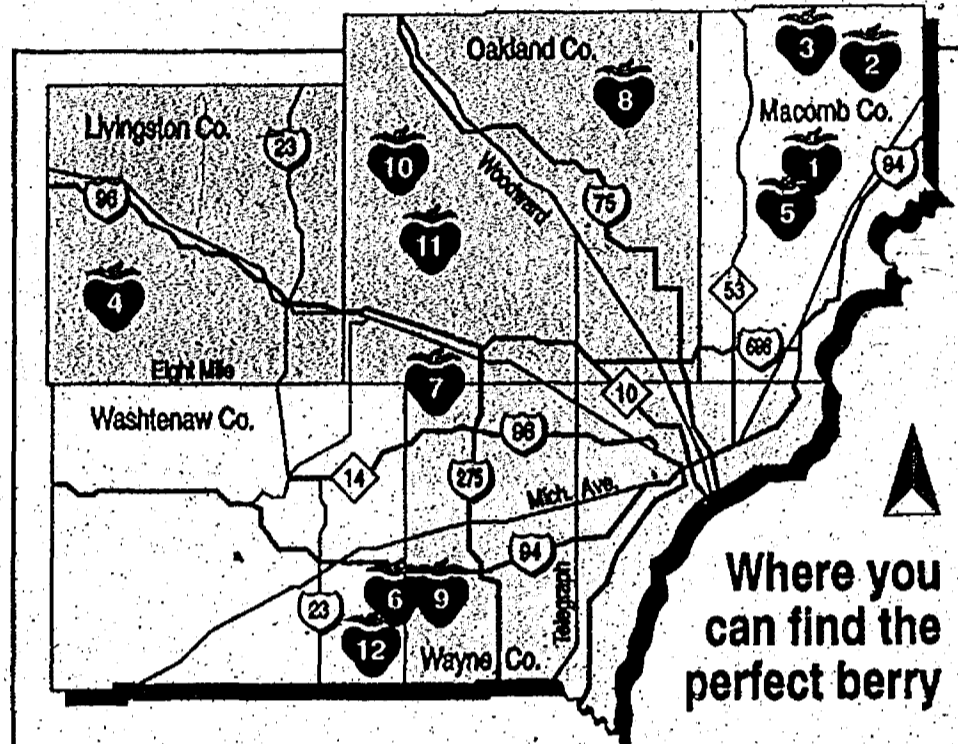 Oakland Co.
3
2
8
Macomb Co.
Livingston Co.
23
10
Woodward
1
94
96
75
5
11
4
53
696
Eight Mile
7
10
Washtenaw Co.
96
14
275
Mich. Ave.
94
Telegraph
6
9
23
12
Wayne Co.
Where you
can find the
perfect berry